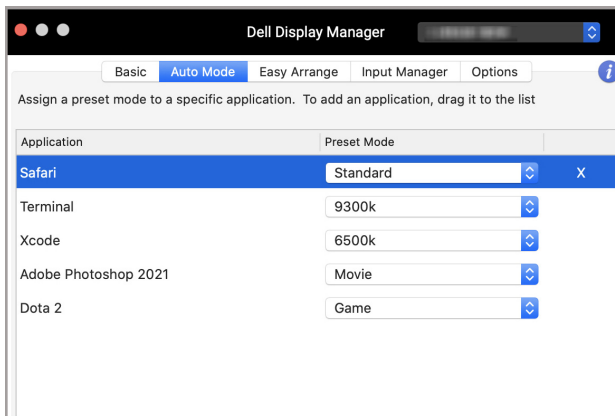 Dell Display Manager
Basic Auto Mode Easy Arrange Input Manager Options i
Assign a preset mode to a specific application. To add an application, drag it to the list
Application Preset Mode
Safari Standard X
Terminal 9300k
Xcode 6500k
Adobe Photoshop 2021 Movie
Dota 2 Game